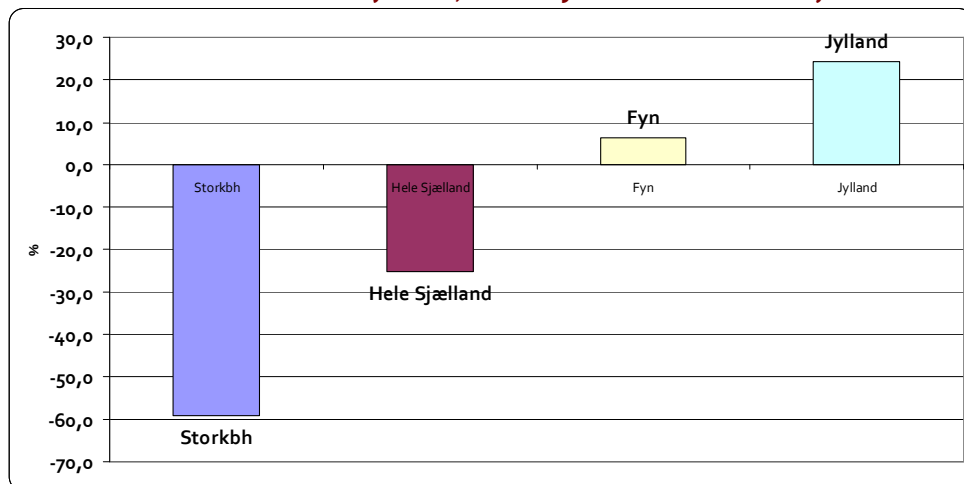 30,0
20,0
10,0
0,0
-10,0
-20,0
-30,0
-40,0
-50,0
-60,0
-70,0
%
Jylland
Fyn
Storkbh
Hele Sjælland
Fyn
Jylland
Hele Sjælland
Storkbh